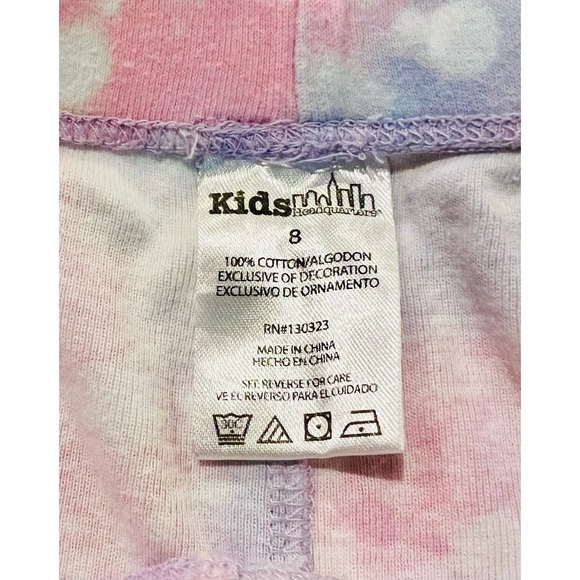 Kids Headquarters
8
100% COTTON/ALGODON
EXCLUSIVE OF DECORATION
EXCLUSIVO DE ORNAMENTO
RN#130323
MADE IN CHINA
HECHO EN CHINA
SEE REVERSE FOR CARE
VE EL REVERSO PARA EL CUIDADO
30C